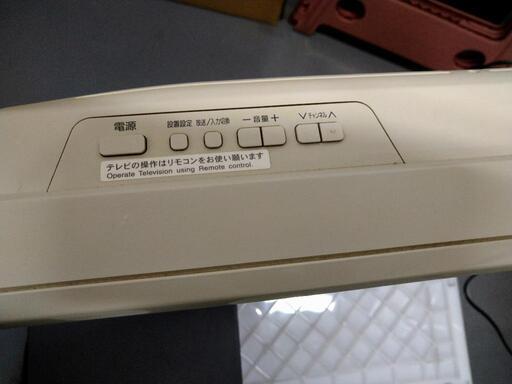 電源 設置設定 放送/入力切換 －音量＋ ∨チャンネル∧
テレビの操作はリモコンをお使い願います
Operate Television using Remote control.